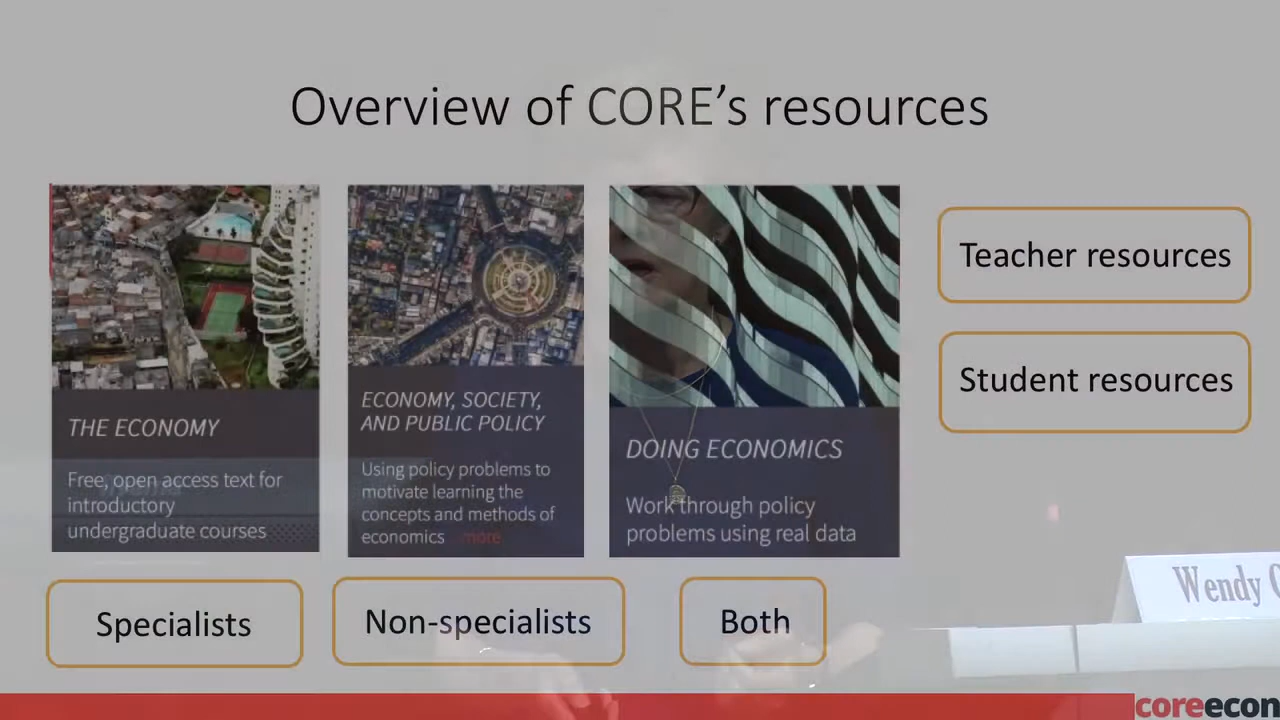 Overview of CORE's resources
THE ECONOMY
Free, open access text for
introductory
undergraduate courses
ECONOMY, SOCIETY,
AND PUBLIC POLICY
Using policy problems to
motivate learning the
concepts and methods of
economics more
DOING ECONOMICS
Work through policy
problems using real data
Teacher resources
Student resources
Specialists
Non-specialists
Both
Wendy
coreecon